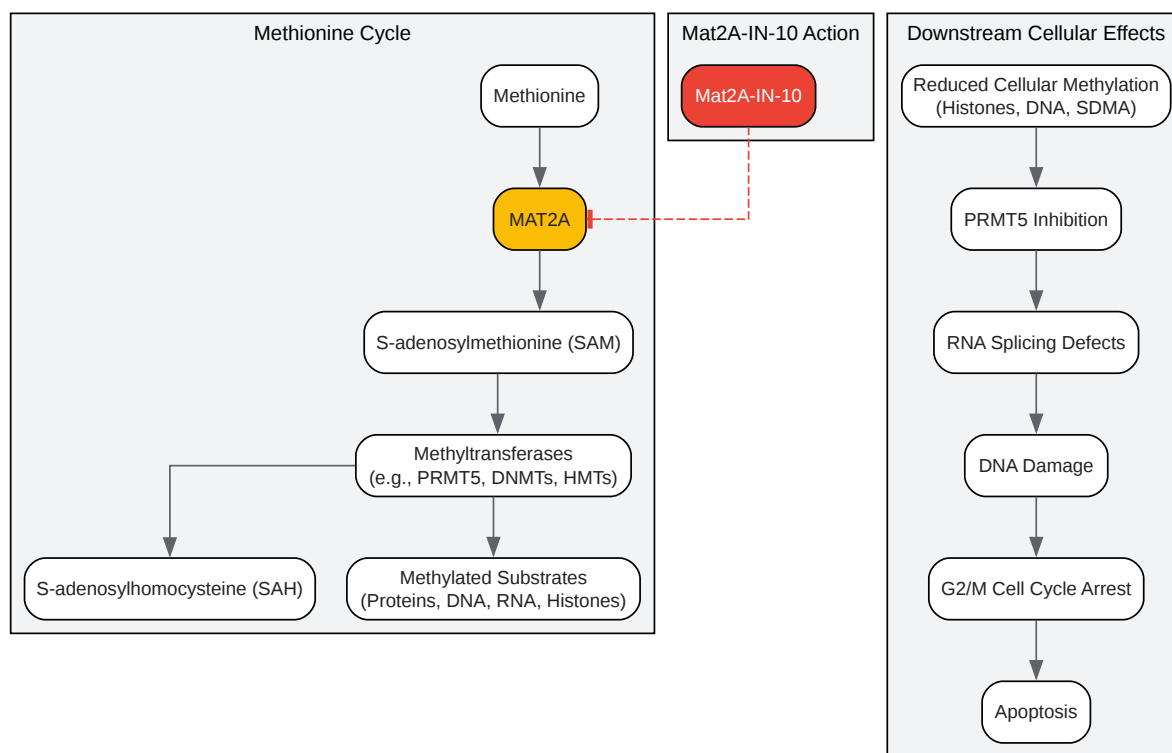 Methionine Cycle
Methionine
MAT2A
S-adenosylmethionine (SAM)
Methyltransferases
(e.g., PRMT5, DNMTs, HMTs)
S-adenosylhomocysteine (SAH)
Methylated Substrates
(Proteins, DNA, RNA, Histones)
Mat2A-IN-10 Action
Mat2A-IN-10
Downstream Cellular Effects
Reduced Cellular Methylation
(Histones, DNA, SDMA)
PRMT5 Inhibition
RNA Splicing Defects
DNA Damage
G2/M Cell Cycle Arrest
Apoptosis